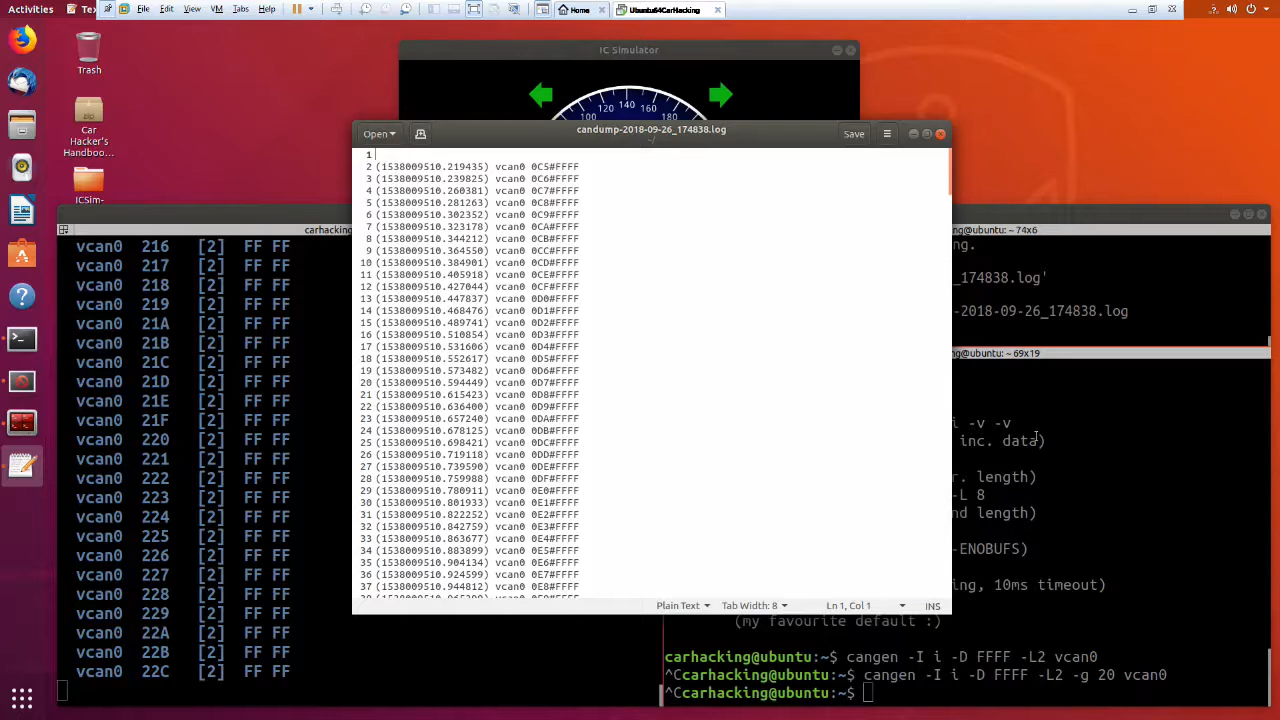 Activities
File Edit View VM Tabs Help
Home
Ubuntu64CarHacking
Trash
Car
Hacker's
Handboo...
ICSim-
IC Simulator
100 120 140 160 180
Open
candump-2018-09-26_174838.log
~/
Save
1
2 (1538009510.219435) vcan0 0C5#FFFF
3 (1538009510.239825) vcan0 0C6#FFFF
4 (1538009510.260381) vcan0 0C7#FFFF
5 (1538009510.281263) vcan0 0C8#FFFF
6 (1538009510.302352) vcan0 0C9#FFFF
7 (1538009510.323178) vcan0 0CA#FFFF
8 (1538009510.344212) vcan0 0CB#FFFF
9 (1538009510.364550) vcan0 0CC#FFFF
10 (1538009510.384901) vcan0 0CD#FFFF
11 (1538009510.405918) vcan0 0CE#FFFF
12 (1538009510.427044) vcan0 0CF#FFFF
13 (1538009510.447837) vcan0 0D0#FFFF
14 (1538009510.468476) vcan0 0D1#FFFF
15 (1538009510.489741) vcan0 0D2#FFFF
16 (1538009510.510854) vcan0 0D3#FFFF
17 (1538009510.531606) vcan0 0D4#FFFF
18 (1538009510.552617) vcan0 0D5#FFFF
19 (1538009510.573482) vcan0 0D6#FFFF
20 (1538009510.594449) vcan0 0D7#FFFF
21 (1538009510.615423) vcan0 0D8#FFFF
22 (1538009510.636400) vcan0 0D9#FFFF
23 (1538009510.657240) vcan0 0DA#FFFF
24 (1538009510.678125) vcan0 0DB#FFFF
25 (1538009510.698421) vcan0 0DC#FFFF
26 (1538009510.719118) vcan0 0DD#FFFF
27 (1538009510.739590) vcan0 0DE#FFFF
28 (1538009510.759988) vcan0 0DF#FFFF
29 (1538009510.780911) vcan0 0E0#FFFF
30 (1538009510.801933) vcan0 0E1#FFFF
31 (1538009510.822252) vcan0 0E2#FFFF
32 (1538009510.842759) vcan0 0E3#FFFF
33 (1538009510.863677) vcan0 0E4#FFFF
34 (1538009510.883899) vcan0 0E5#FFFF
35 (1538009510.904134) vcan0 0E6#FFFF
36 (1538009510.924599) vcan0 0E7#FFFF
37 (1538009510.944812) vcan0 0E8#FFFF
Plain Text Tab Width: 8 Ln 1, Col 1 INS
carhacking
vcan0 216 [2] FF FF
vcan0 217 [2] FF FF
vcan0 218 [2] FF FF
vcan0 219 [2] FF FF
vcan0 21A [2] FF FF
vcan0 21B [2] FF FF
vcan0 21C [2] FF FF
vcan0 21D [2] FF FF
vcan0 21E [2] FF FF
vcan0 21F [2] FF FF
vcan0 220 [2] FF FF
vcan0 221 [2] FF FF
vcan0 222 [2] FF FF
vcan0 223 [2] FF FF
vcan0 224 [2] FF FF
vcan0 225 [2] FF FF
vcan0 226 [2] FF FF
vcan0 227 [2] FF FF
vcan0 228 [2] FF FF
vcan0 229 [2] FF FF
vcan0 22A [2] FF FF
vcan0 22B [2] FF FF
vcan0 22C [2] FF FF
ng@ubuntu: ~ 74x6
ng.
_174838.log'
-2018-09-26_174838.log
ng@ubuntu: ~ 69x19
i -v -v
inc. data)
r. length)
-L 8
nd length)
-ENOBUFS)
ing, 10ms timeout)
(my favourite default :)
carhacking@ubuntu:~$ cangen -I i -D FFFF -L2 vcan0
^Ccarhacking@ubuntu:~$ cangen -I i -D FFFF -L2 -g 20 vcan0
^Ccarhacking@ubuntu:~$